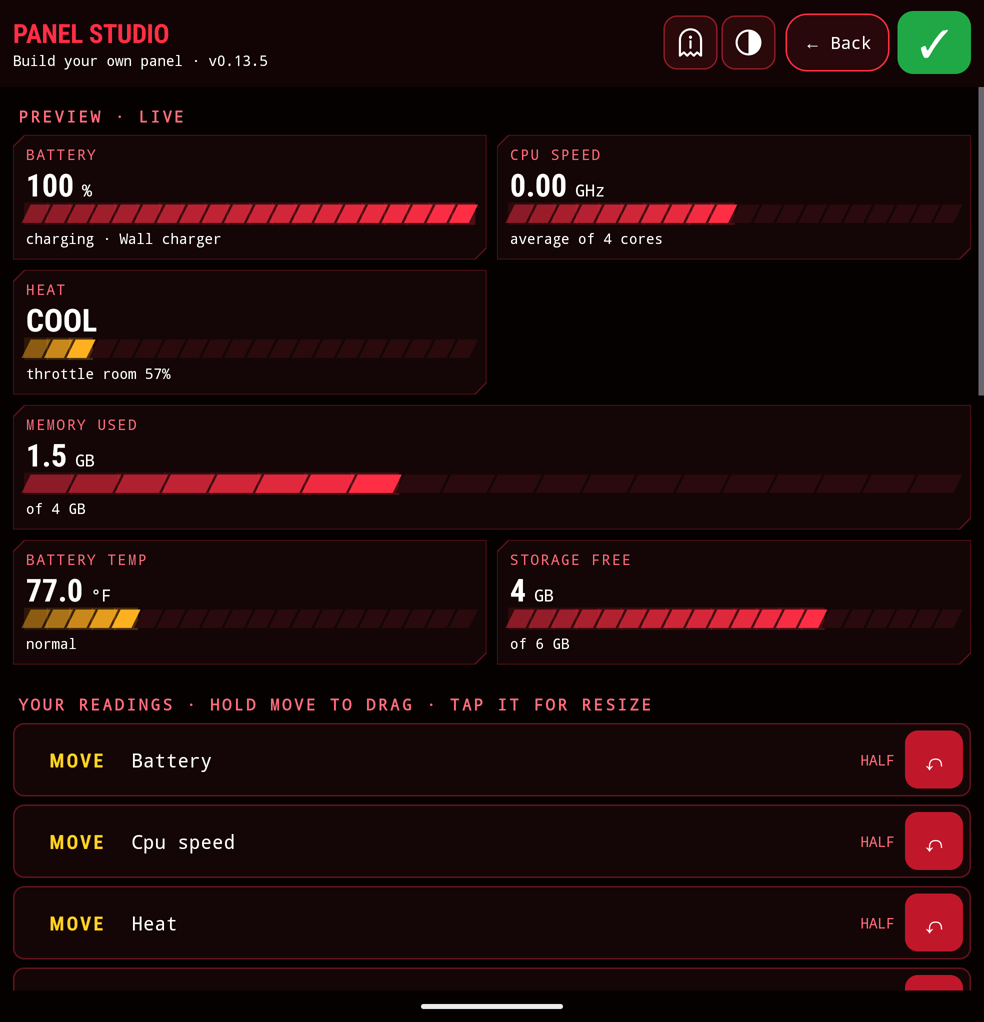 PANEL STUDIO
Build your own panel · v0.13.5
← Back
✓
PREVIEW · LIVE
BATTERY
100 %
charging · Wall charger
CPU SPEED
0.00 GHz
average of 4 cores
HEAT
COOL
throttle room 57%
MEMORY USED
1.5 GB
of 4 GB
BATTERY TEMP
77.0 °F
normal
STORAGE FREE
4 GB
of 6 GB
YOUR READINGS · HOLD MOVE TO DRAG · TAP IT FOR RESIZE
MOVE Battery HALF
MOVE Cpu speed HALF
MOVE Heat HALF